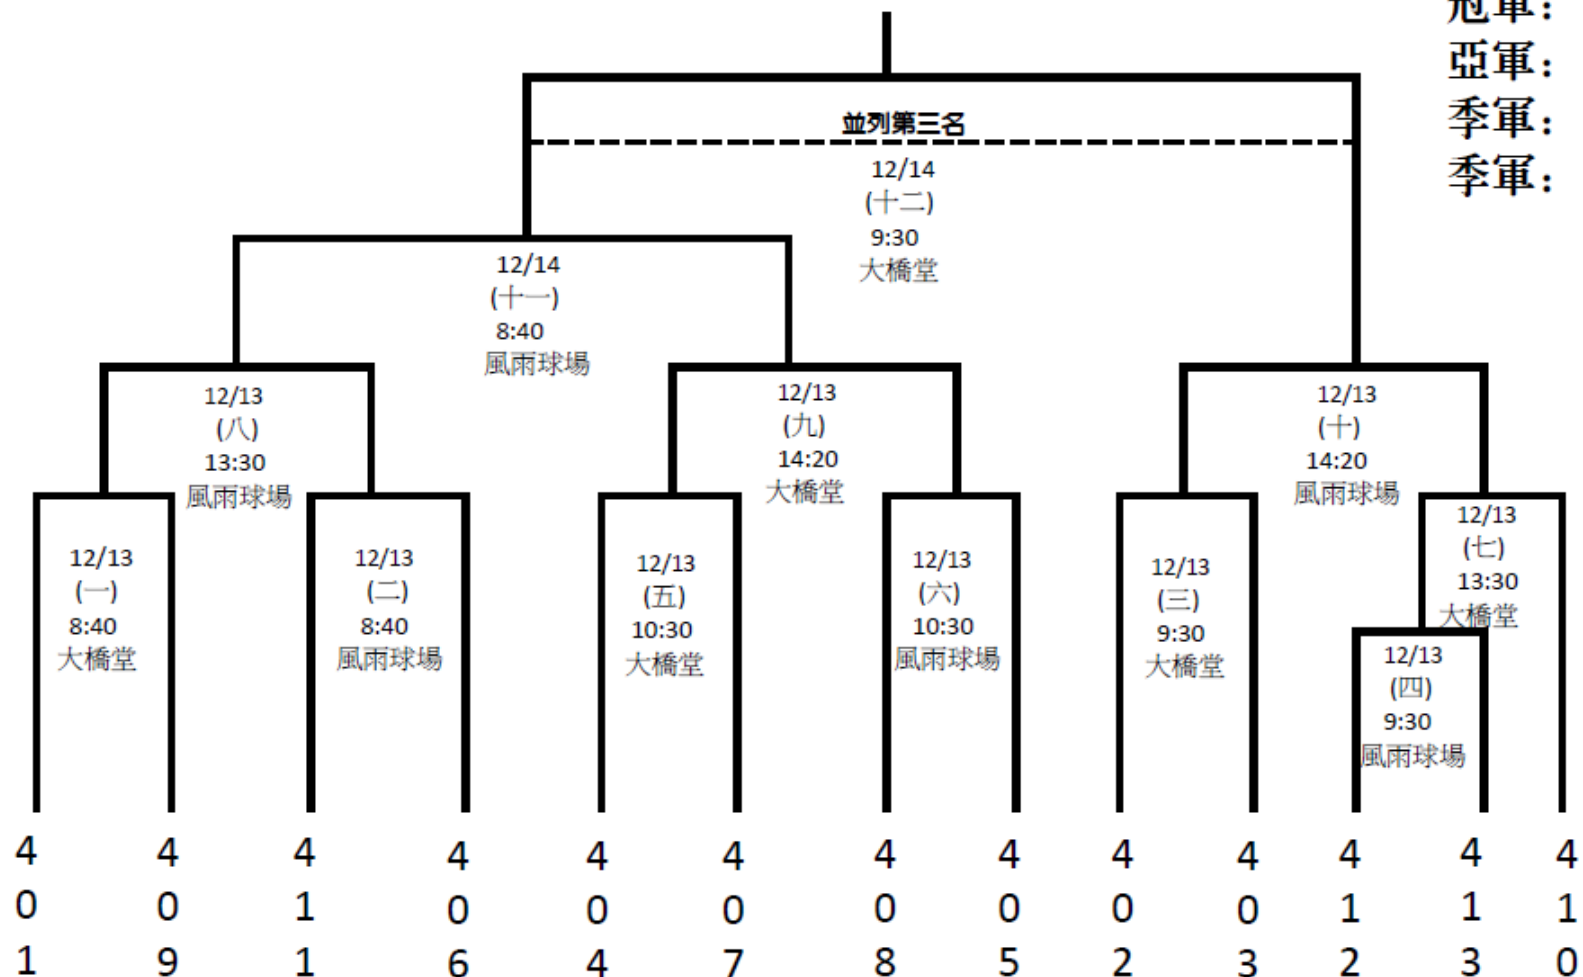 冠軍：
亞軍：
季軍：
季軍：
並列第三名
12/14
(十二)
9:30
大橋堂
12/14
(十一)
8:40
風雨球場
12/13
(八)
13:30
風雨球場
12/13
(九)
14:20
大橋堂
12/13
(十)
14:20
風雨球場
12/13
(一)
8:40
大橋堂
12/13
(二)
8:40
風雨球場
12/13
(五)
10:30
大橋堂
12/13
(六)
10:30
風雨球場
12/13
(三)
9:30
大橋堂
12/13
(七)
13:30
大橋堂
12/13
(四)
9:30
風雨球場
401
409
411
406
404
407
408
405
402
403
412
413
410